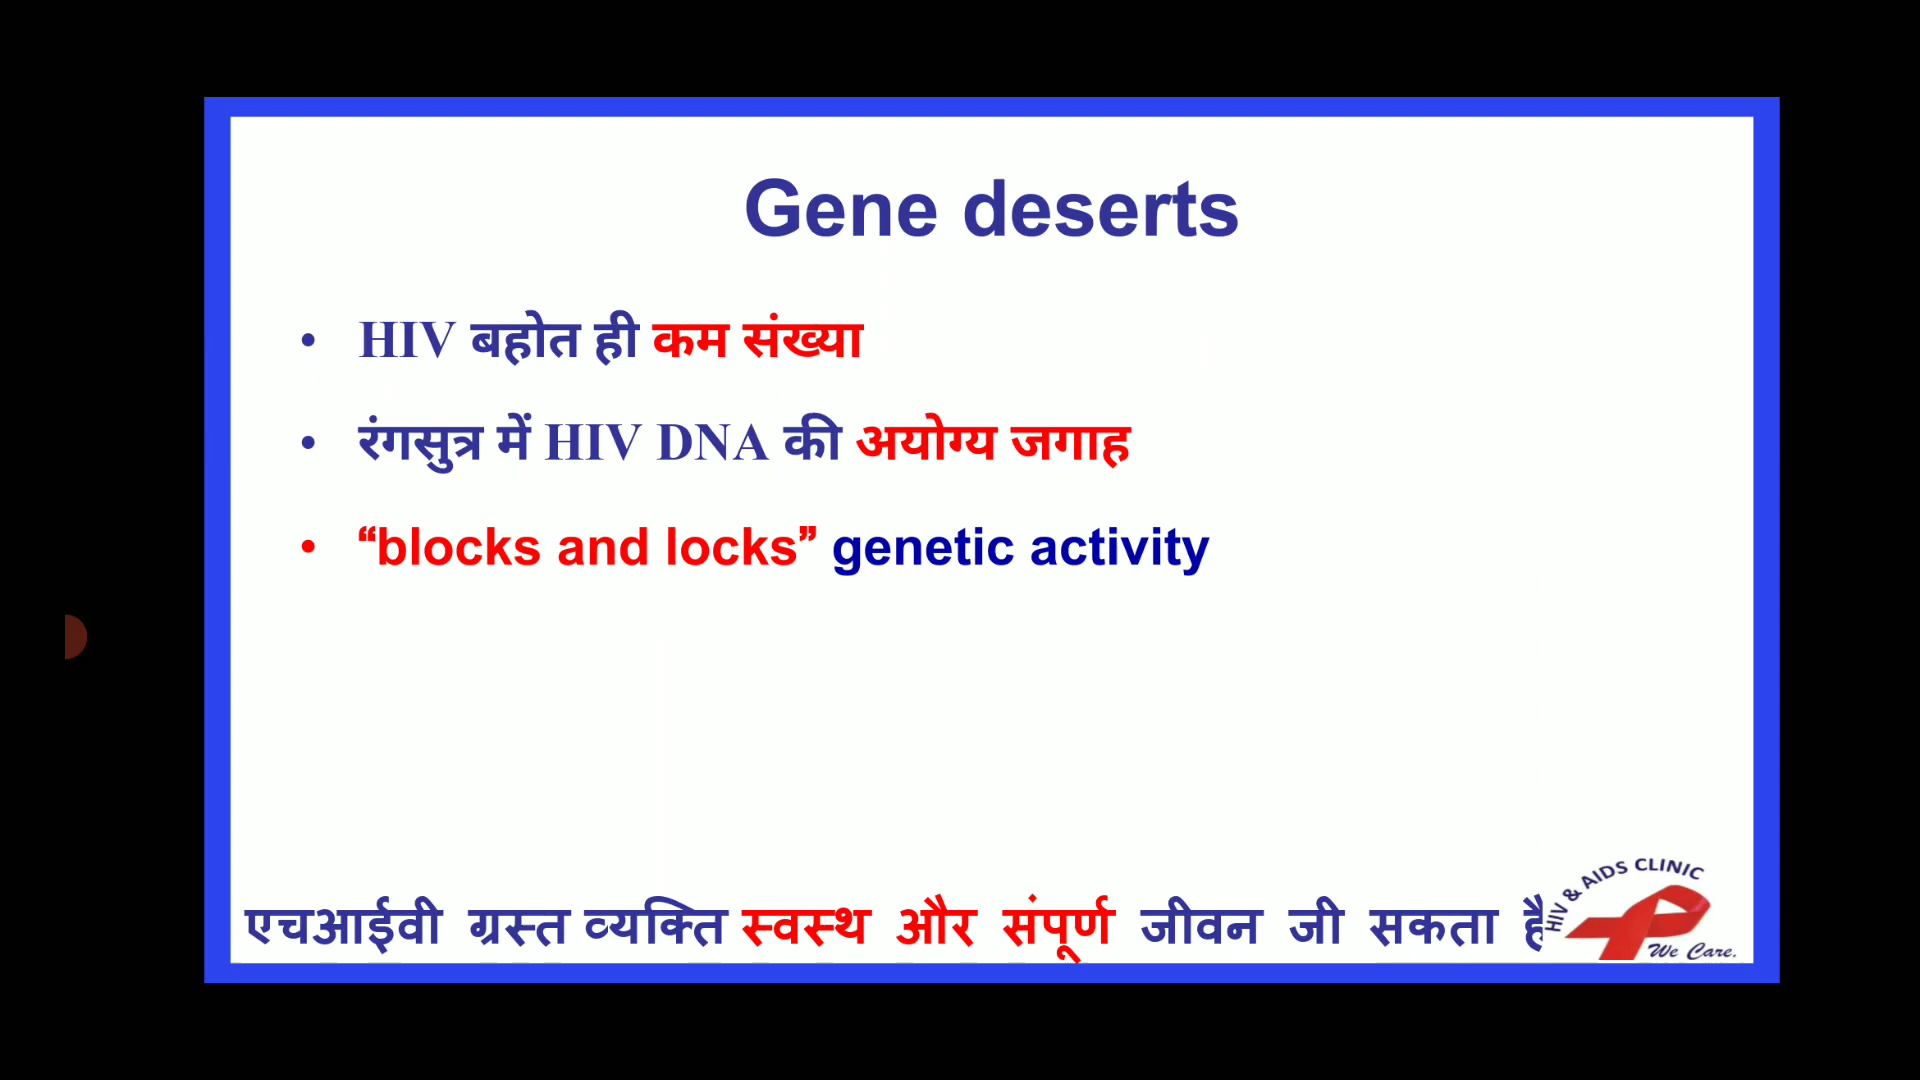 Gene deserts
• HIV बहोत ही कम संख्या
• रंगसुत्र में HIV DNA की अयोग्य जगाह
• “blocks and locks” genetic activity
एचआईवी ग्रस्त व्यक्ति स्वस्थ और संपूर्ण जीवन जी सकता है
HIV & AIDS CLINIC
We Care.